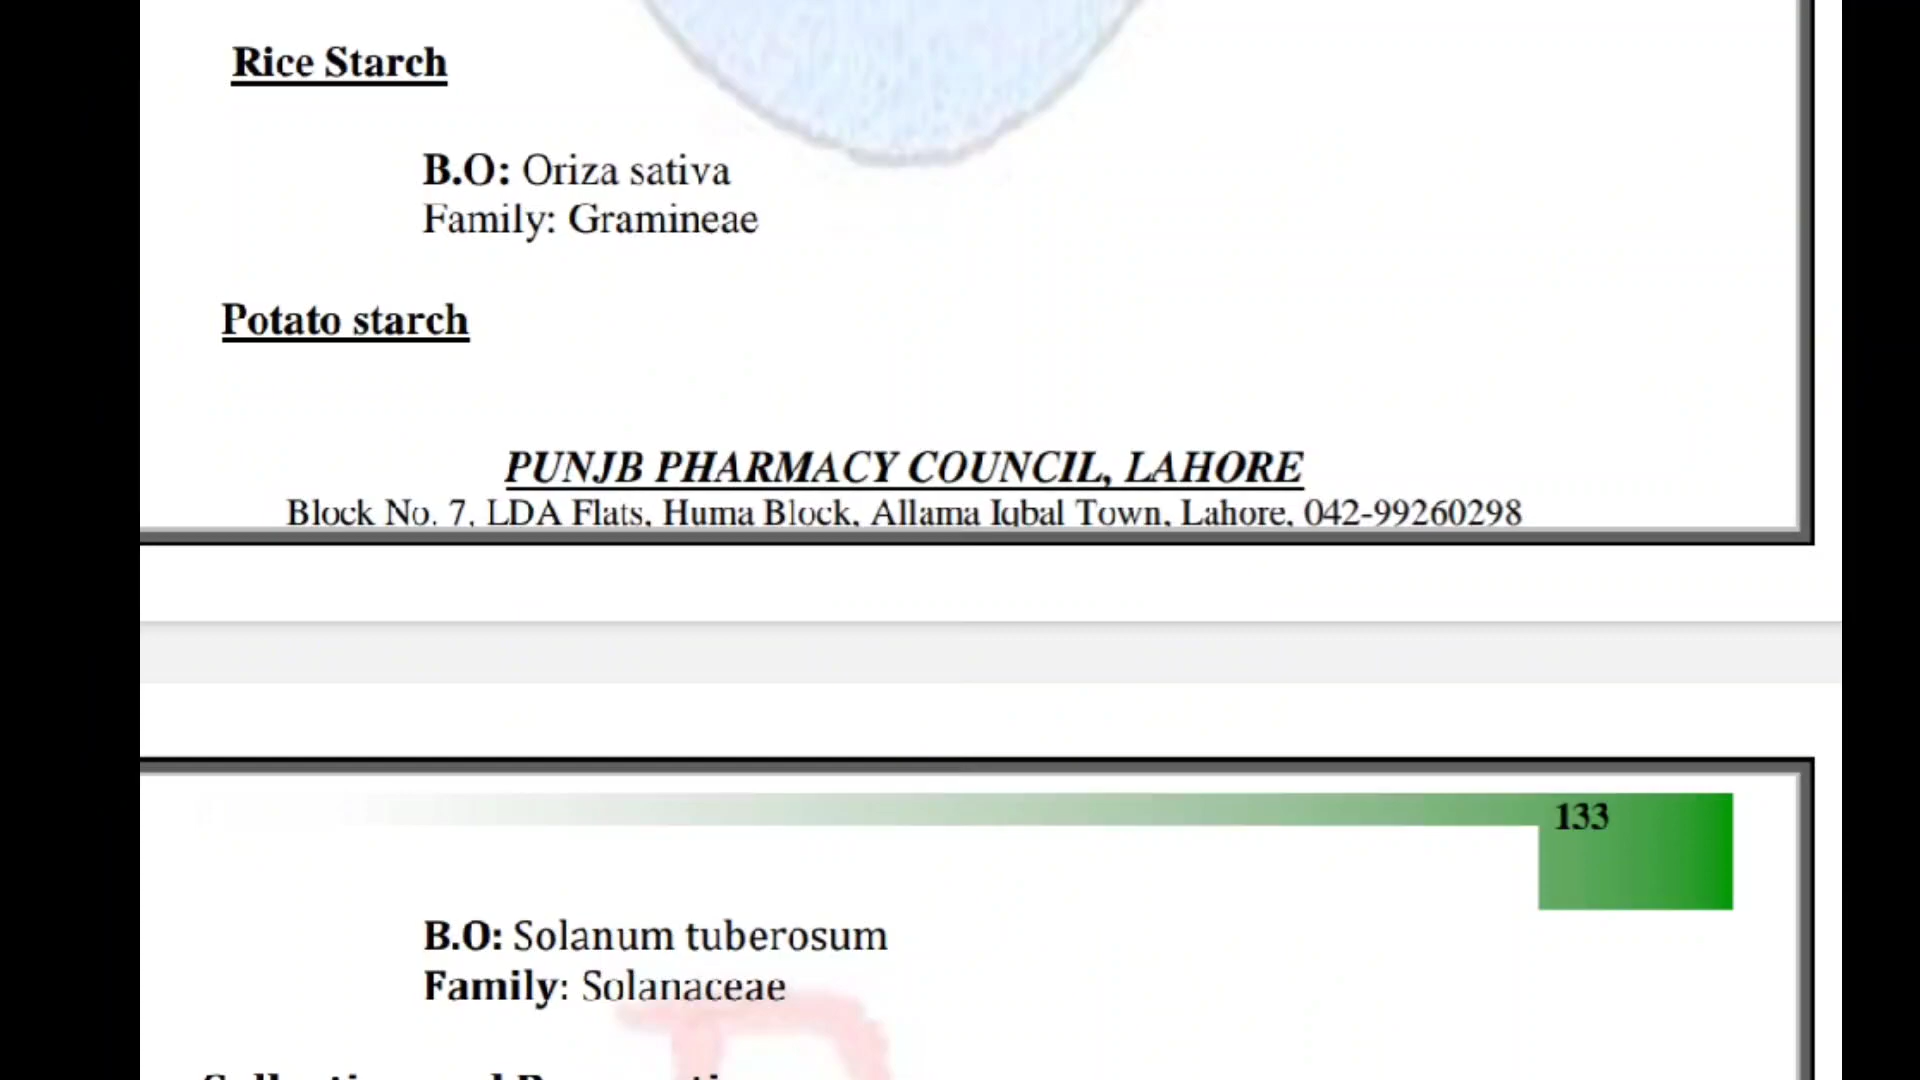 Rice Starch
B.O: Oriza sativa
Family: Gramineae
Potato starch
PUNJB PHARMACY COUNCIL, LAHORE
Block No. 7, LDA Flats, Huma Block, Allama Iqbal Town, Lahore, 042-99260298
133
B.O: Solanum tuberosum
Family: Solanaceae